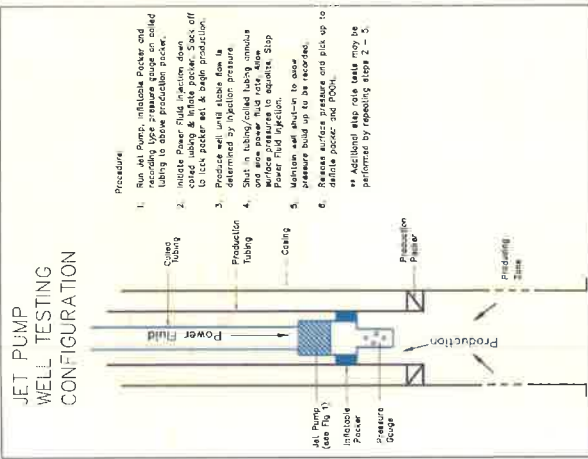 JET PUMP
WELL TESTING
CONFIGURATION
Coiled
Tubing
Production
Tubing
Casing
Production
Packer
Producing
Zone
Power Fluid
Production
Jet Pump
(see Fig 1)
Inflatable
Packer
Pressure
Gauge
Procedure:
1. Run Jet Pump, Inflatable Packer and
recording type pressure gauge on coiled
tubing to above production packer.
2. Initiate Power Fluid injection down
coiled tubing & inflate packer. Slack off
to lock packer set & begin production.
3. Produce well until stable flow is
determined by injection pressure.
4. Shut in tubing/coiled tubing annulus
and slow power fluid rate. Allow
surface pressures to equalize. Stop
Power Fluid injection.
5. Maintain well shut-in to allow
pressure build up to be recorded.
6. Release surface pressure and pick up to
deflate packer and POOH.
** Additional step rate tests may be
performed by repeating steps 2 - 5.